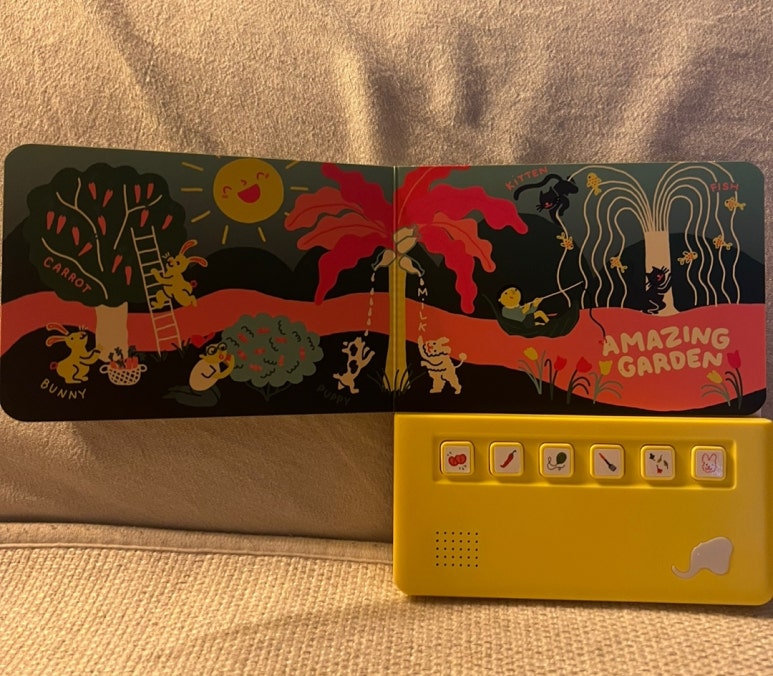 CARROT
BUNNY
PUPPY
MILK
KITTEN
FISH
AMAZING
GARDEN